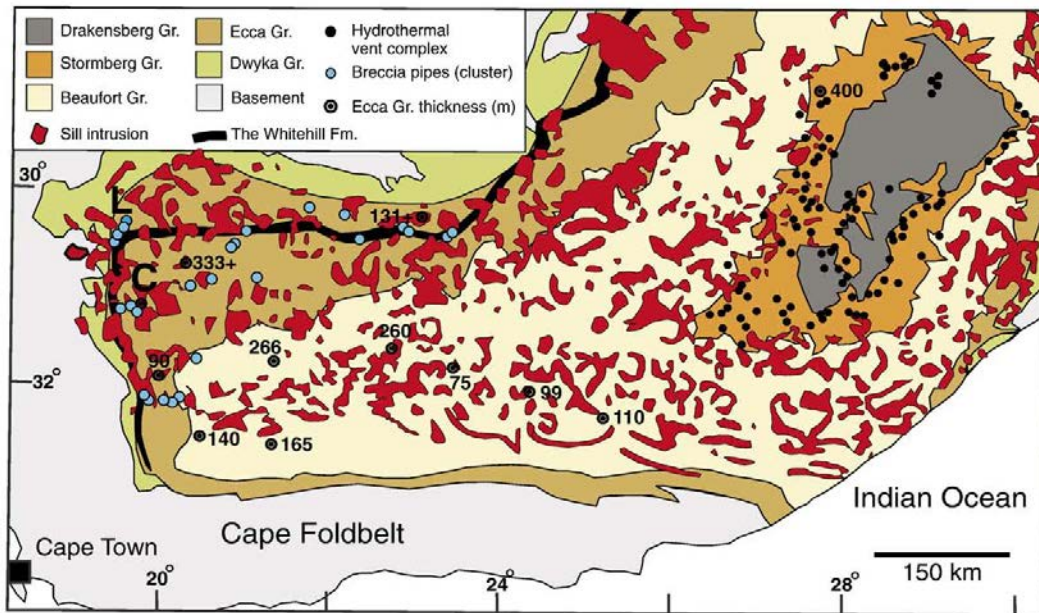 Drakensberg Gr.
Stormberg Gr.
Beaufort Gr.
Sill intrusion
Ecca Gr.
Dwyka Gr.
Basement
The Whitehill Fm.
Hydrothermal
vent complex
Breccia pipes (cluster)
Ecca Gr. thickness (m)
400
30°
L
131+
333+
C
260
266
90
32°
75
99
110
140
165
Indian Ocean
Cape Foldbelt
Cape Town
20°
24°
28°
150 km